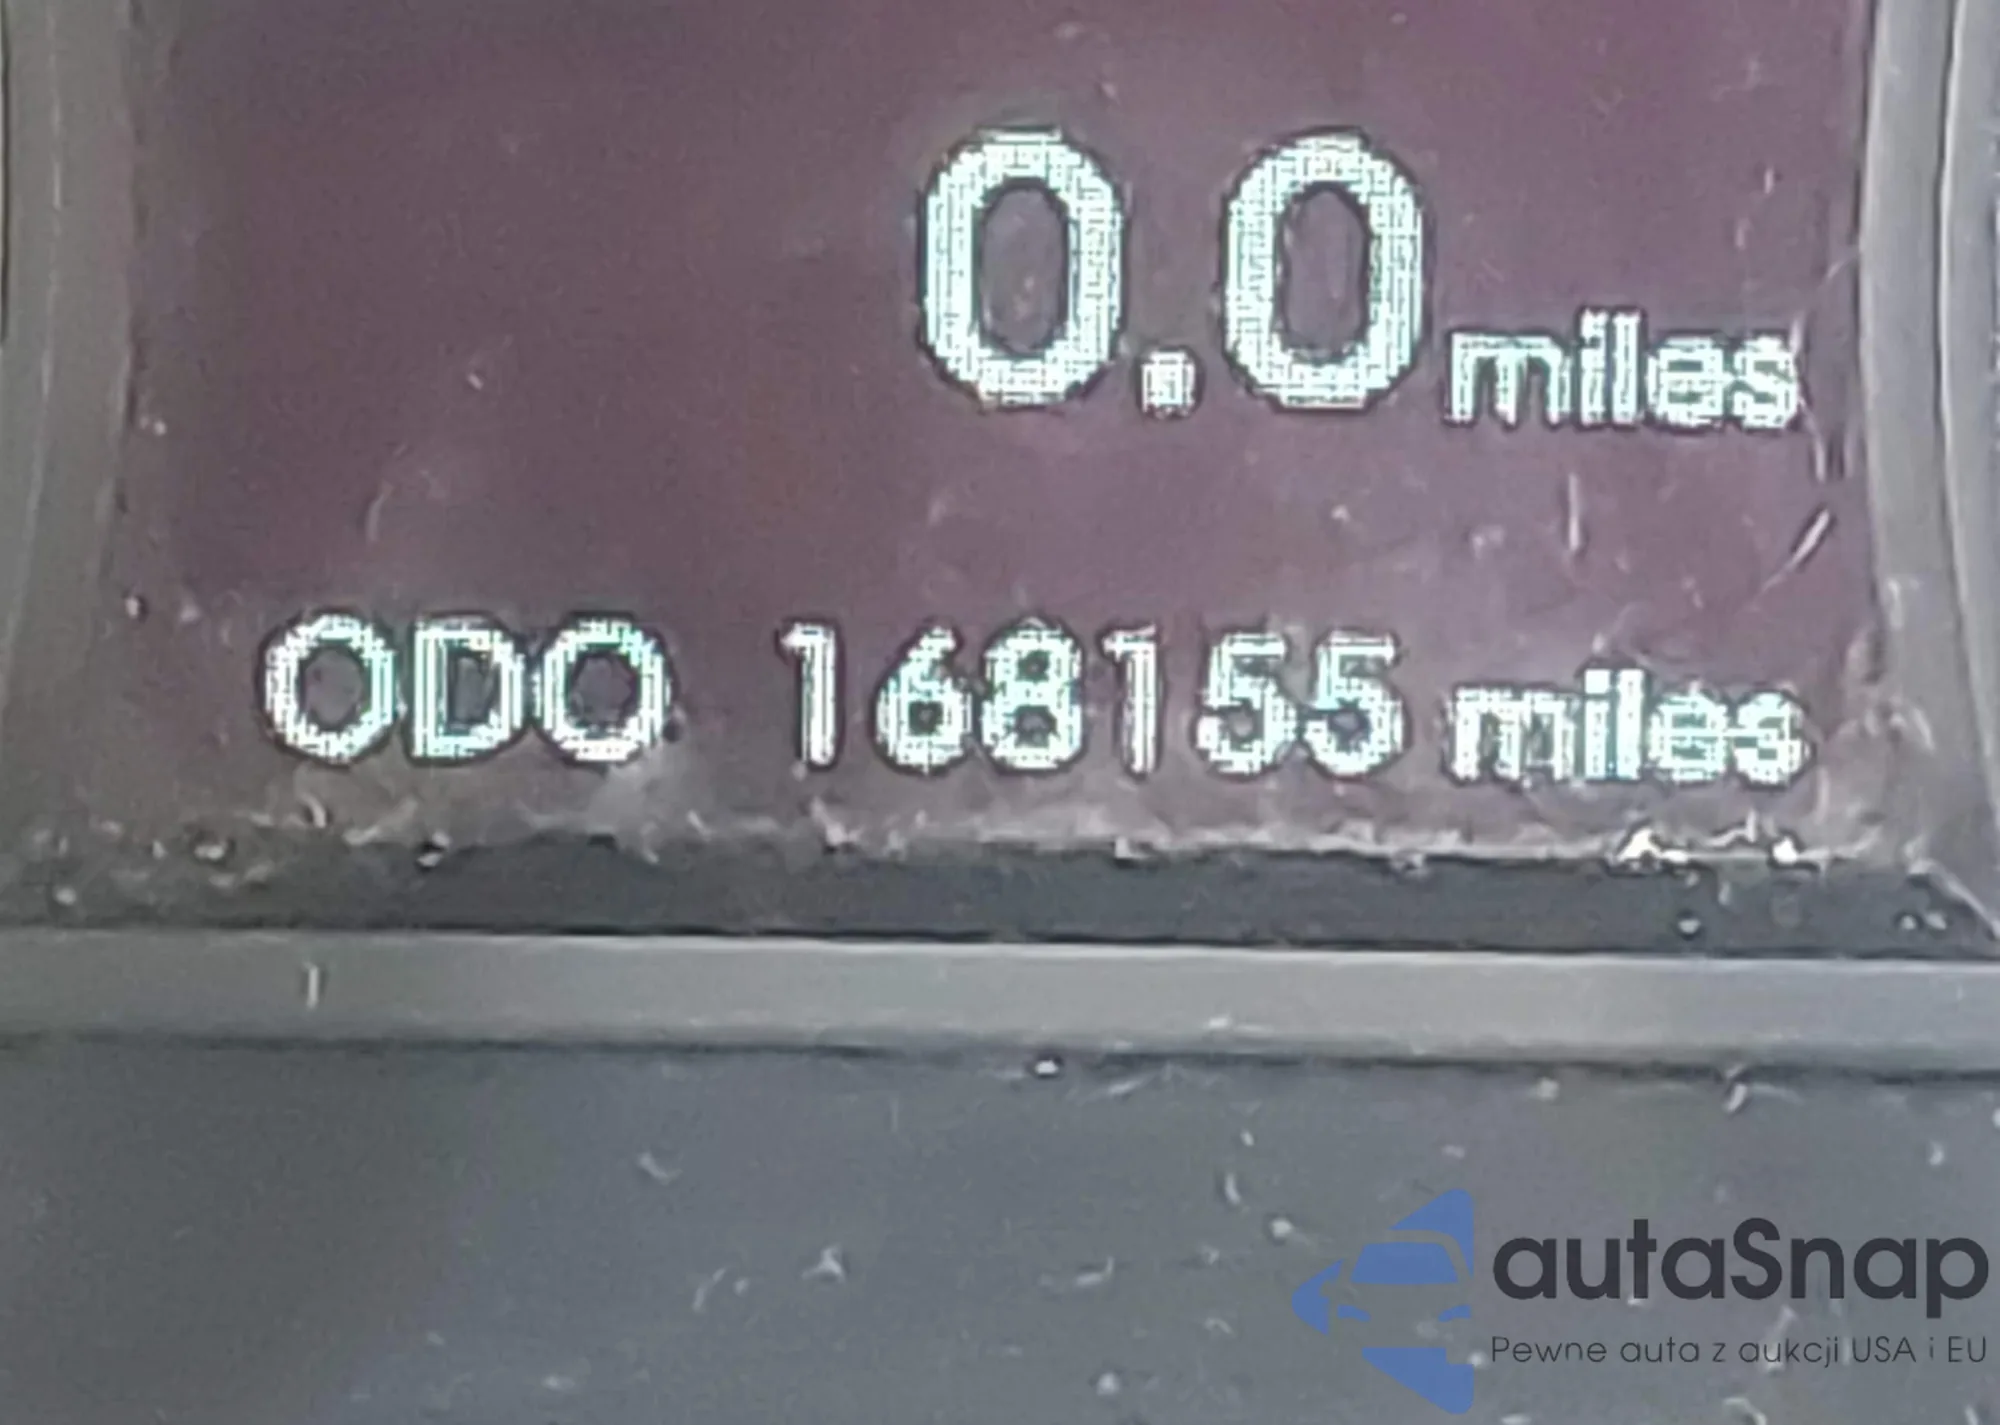 0.0 miles
ODO 168155 miles
autaSnap
Pewne auta z aukcji USA i EU